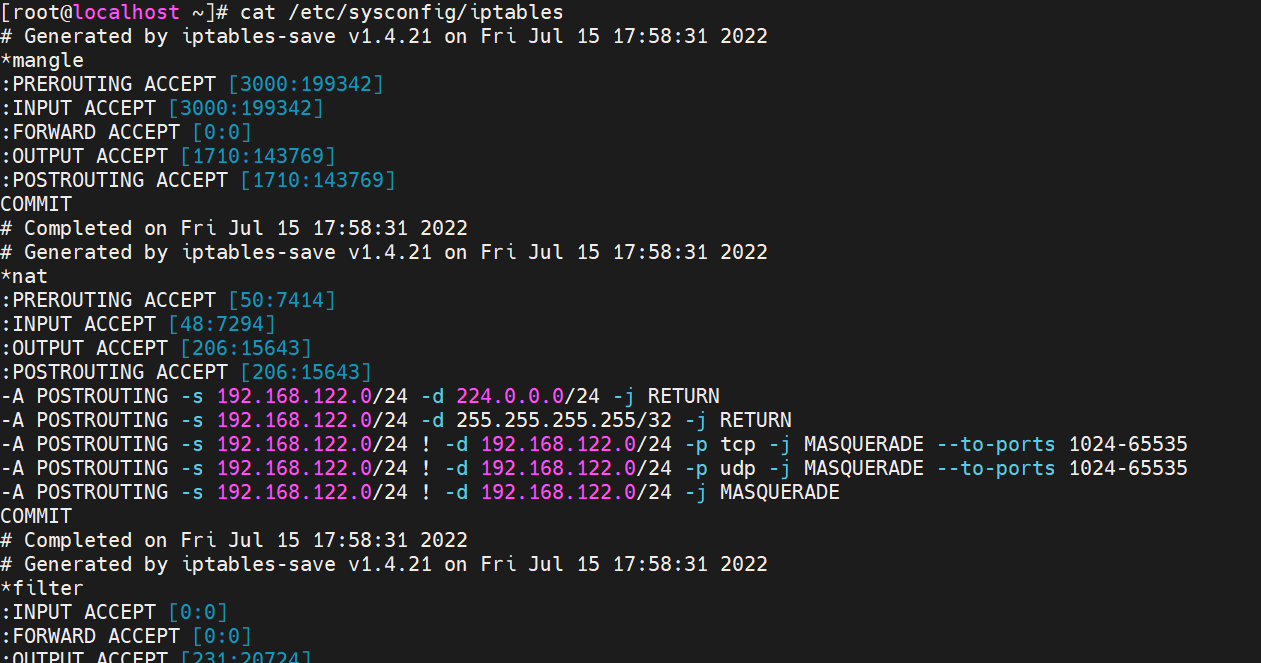 [root@localhost ~]# cat /etc/sysconfig/iptables
# Generated by iptables-save v1.4.21 on Fri Jul 15 17:58:31 2022
*mangle
:PREROUTING ACCEPT [3000:199342]
:INPUT ACCEPT [3000:199342]
:FORWARD ACCEPT [0:0]
:OUTPUT ACCEPT [1710:143769]
:POSTROUTING ACCEPT [1710:143769]
COMMIT
# Completed on Fri Jul 15 17:58:31 2022
# Generated by iptables-save v1.4.21 on Fri Jul 15 17:58:31 2022
*nat
:PREROUTING ACCEPT [50:7414]
:INPUT ACCEPT [48:7294]
:OUTPUT ACCEPT [206:15643]
:POSTROUTING ACCEPT [206:15643]
-A POSTROUTING -s 192.168.122.0/24 -d 224.0.0.0/24 -j RETURN
-A POSTROUTING -s 192.168.122.0/24 -d 255.255.255.255/32 -j RETURN
-A POSTROUTING -s 192.168.122.0/24 ! -d 192.168.122.0/24 -p tcp -j MASQUERADE --to-ports 1024-65535
-A POSTROUTING -s 192.168.122.0/24 ! -d 192.168.122.0/24 -p udp -j MASQUERADE --to-ports 1024-65535
-A POSTROUTING -s 192.168.122.0/24 ! -d 192.168.122.0/24 -j MASQUERADE
COMMIT
# Completed on Fri Jul 15 17:58:31 2022
# Generated by iptables-save v1.4.21 on Fri Jul 15 17:58:31 2022
*filter
:INPUT ACCEPT [0:0]
:FORWARD ACCEPT [0:0]
:OUTPUT ACCEPT [231:20724]